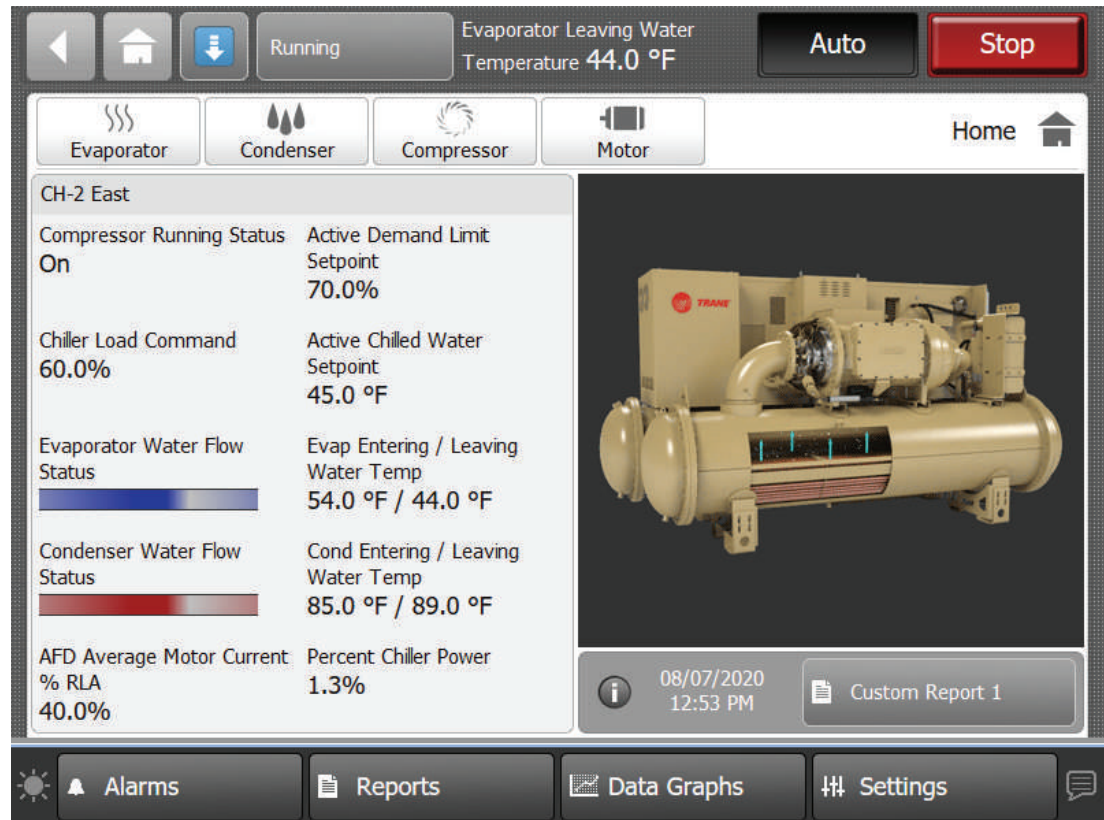 Running
Evaporator Leaving Water
Temperature 44.0 °F
Auto
Stop
Evaporator
Condenser
Compressor
Motor
Home
CH-2 East
Compressor Running Status
On
Active Demand Limit
Setpoint
70.0%
Chiller Load Command
60.0%
Active Chilled Water
Setpoint
45.0 °F
Evaporator Water Flow
Status
Evap Entering / Leaving
Water Temp
54.0 °F / 44.0 °F
Condenser Water Flow
Status
Cond Entering / Leaving
Water Temp
85.0 °F / 89.0 °F
AFD Average Motor Current
% RLA
40.0%
Percent Chiller Power
1.3%
TRANE
08/07/2020
12:53 PM
Custom Report 1
Alarms
Reports
Data Graphs
Settings